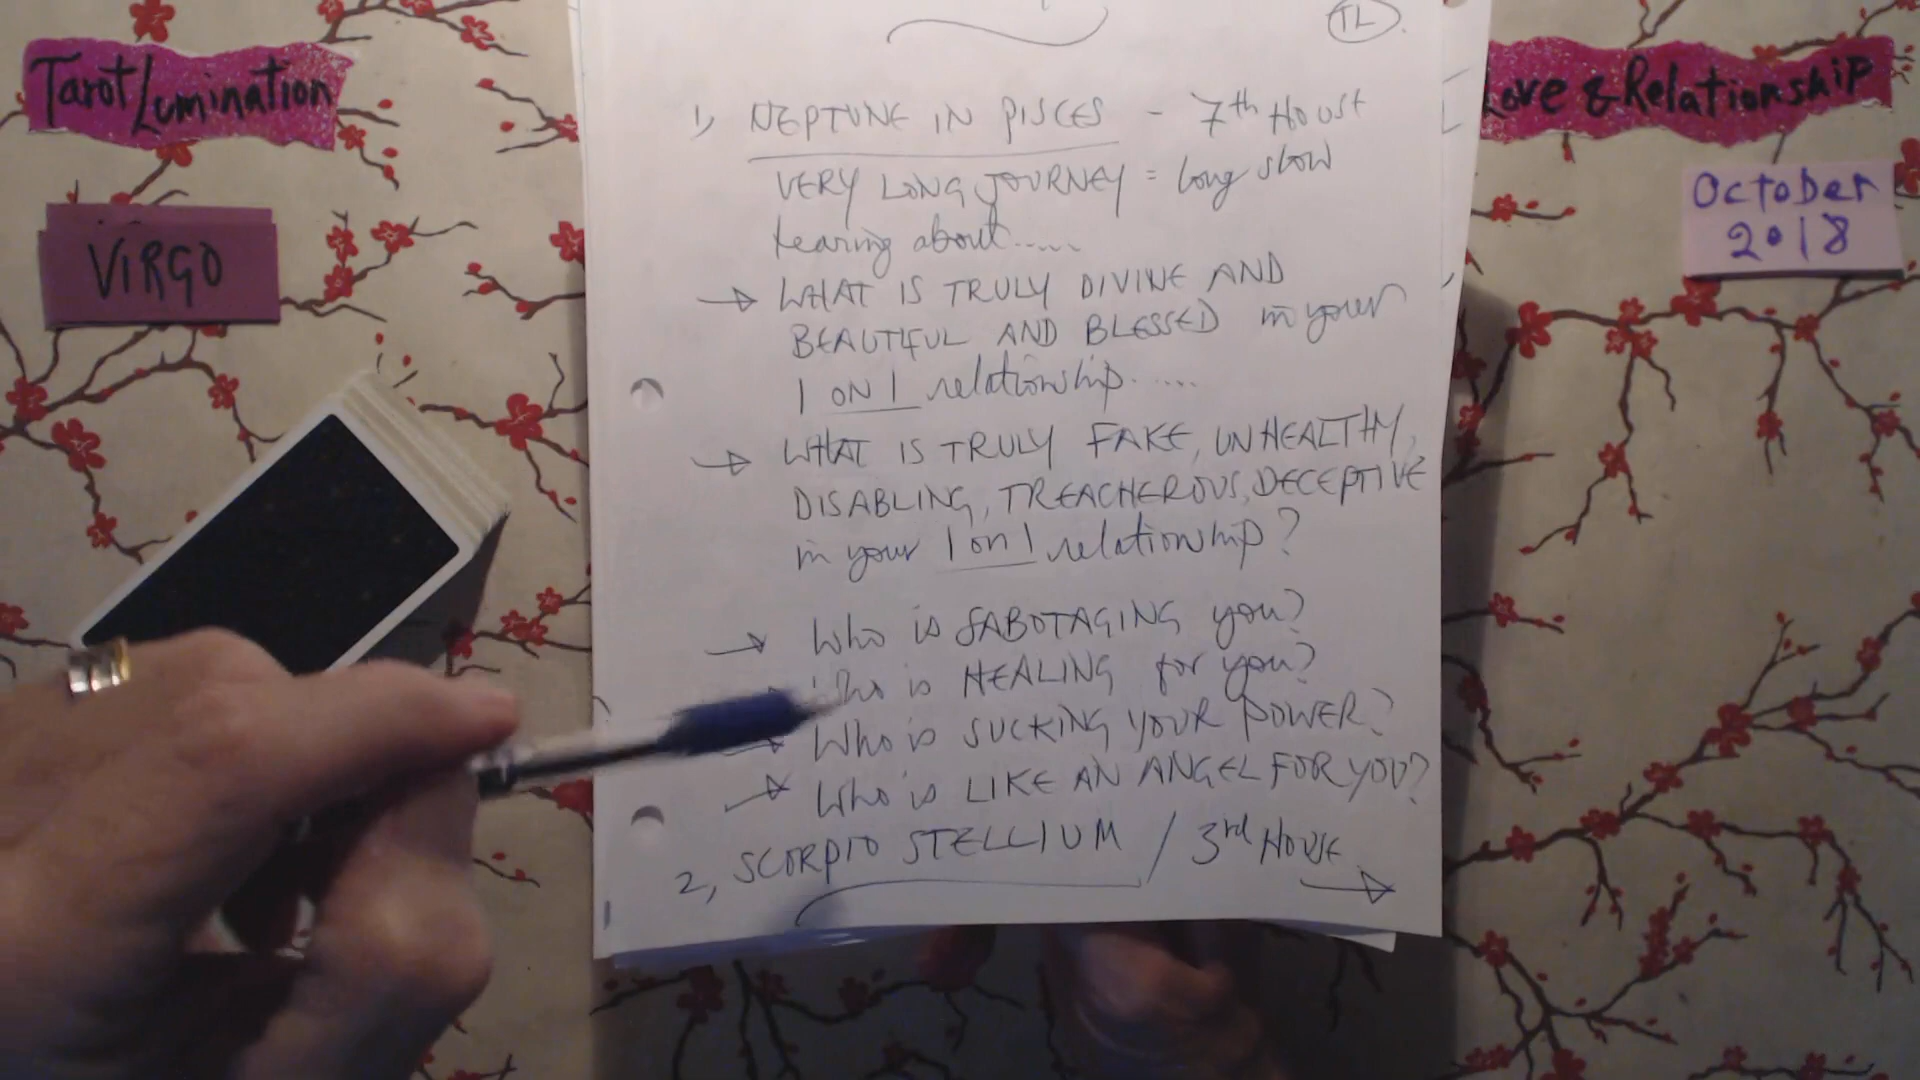 Tarot Lumination
Love & Relationship
VIRGO
October
2018
TL
1, NEPTUNE IN PISCES - 7th HOUSE
VERY LONG JOURNEY = long slow
tearing about.....
→ WHAT IS TRULY DIVINE AND
BEAUTIFUL AND BLESSED in your
1 ON 1 relationship.....
→ WHAT IS TRULY FAKE, UNHEALTHY,
DISABLING, TREACHEROUS, DECEPTIVE
in your 1 on 1 relationship?
→ Who is SABOTAGING you?
Who is HEALING for you?
→ Who is SUCKING YOUR POWER?
→ Who is LIKE AN ANGEL FOR YOU?
2, SCORPIO STELLIUM / 3rd HOUSE →